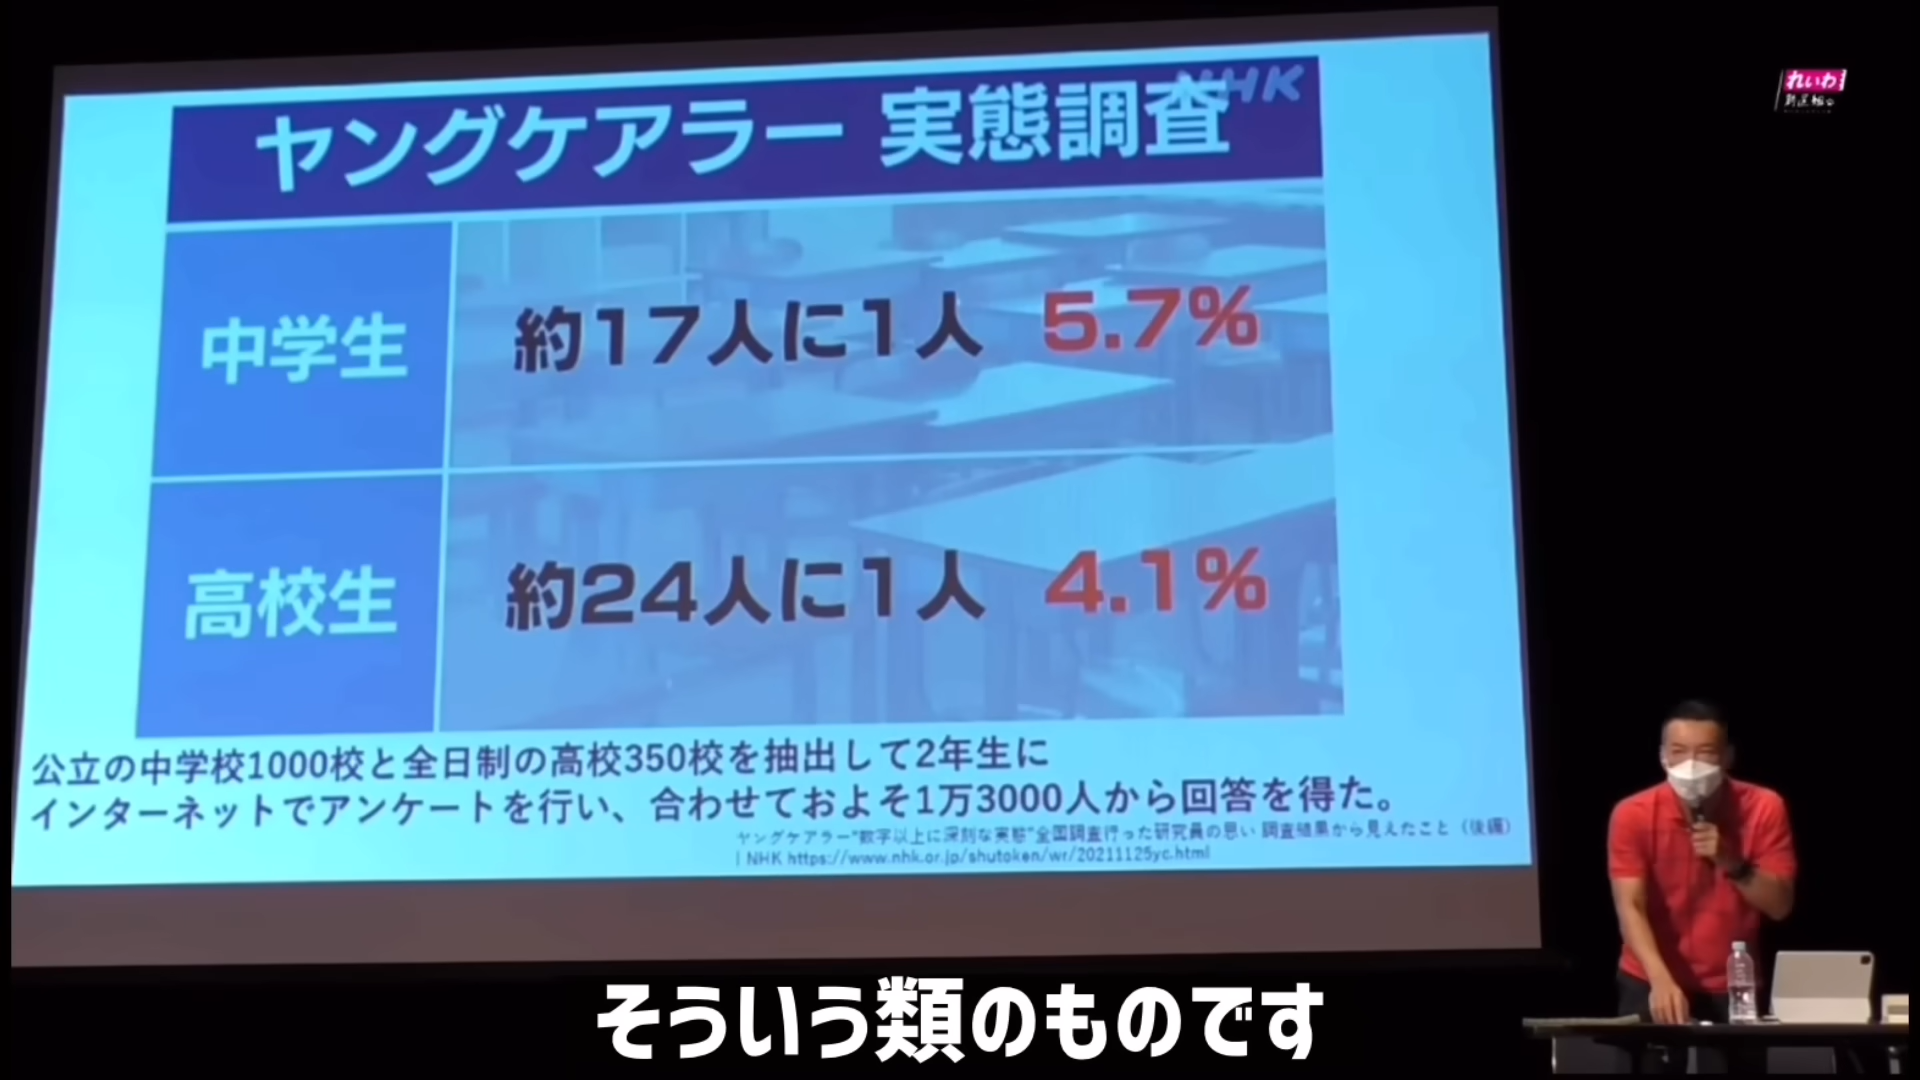 NHK
ヤングケアラー 実態調査
れいわ
新選組。
中学生
約17人に1人 5.7%
高校生
約24人に1人 4.1%
公立の中学校1000校と全日制の高校350校を抽出して2年生に
インターネットでアンケートを行い、合わせておよそ1万3000人から回答を得た。
ヤングケアラー“数字以上に深刻な実態”全国調査行った研究員の思い 調査結果から見えたこと（後編）
| NHK https://www.nhk.or.jp/shutoken/wr/20211125yc.html
そういう類のものです